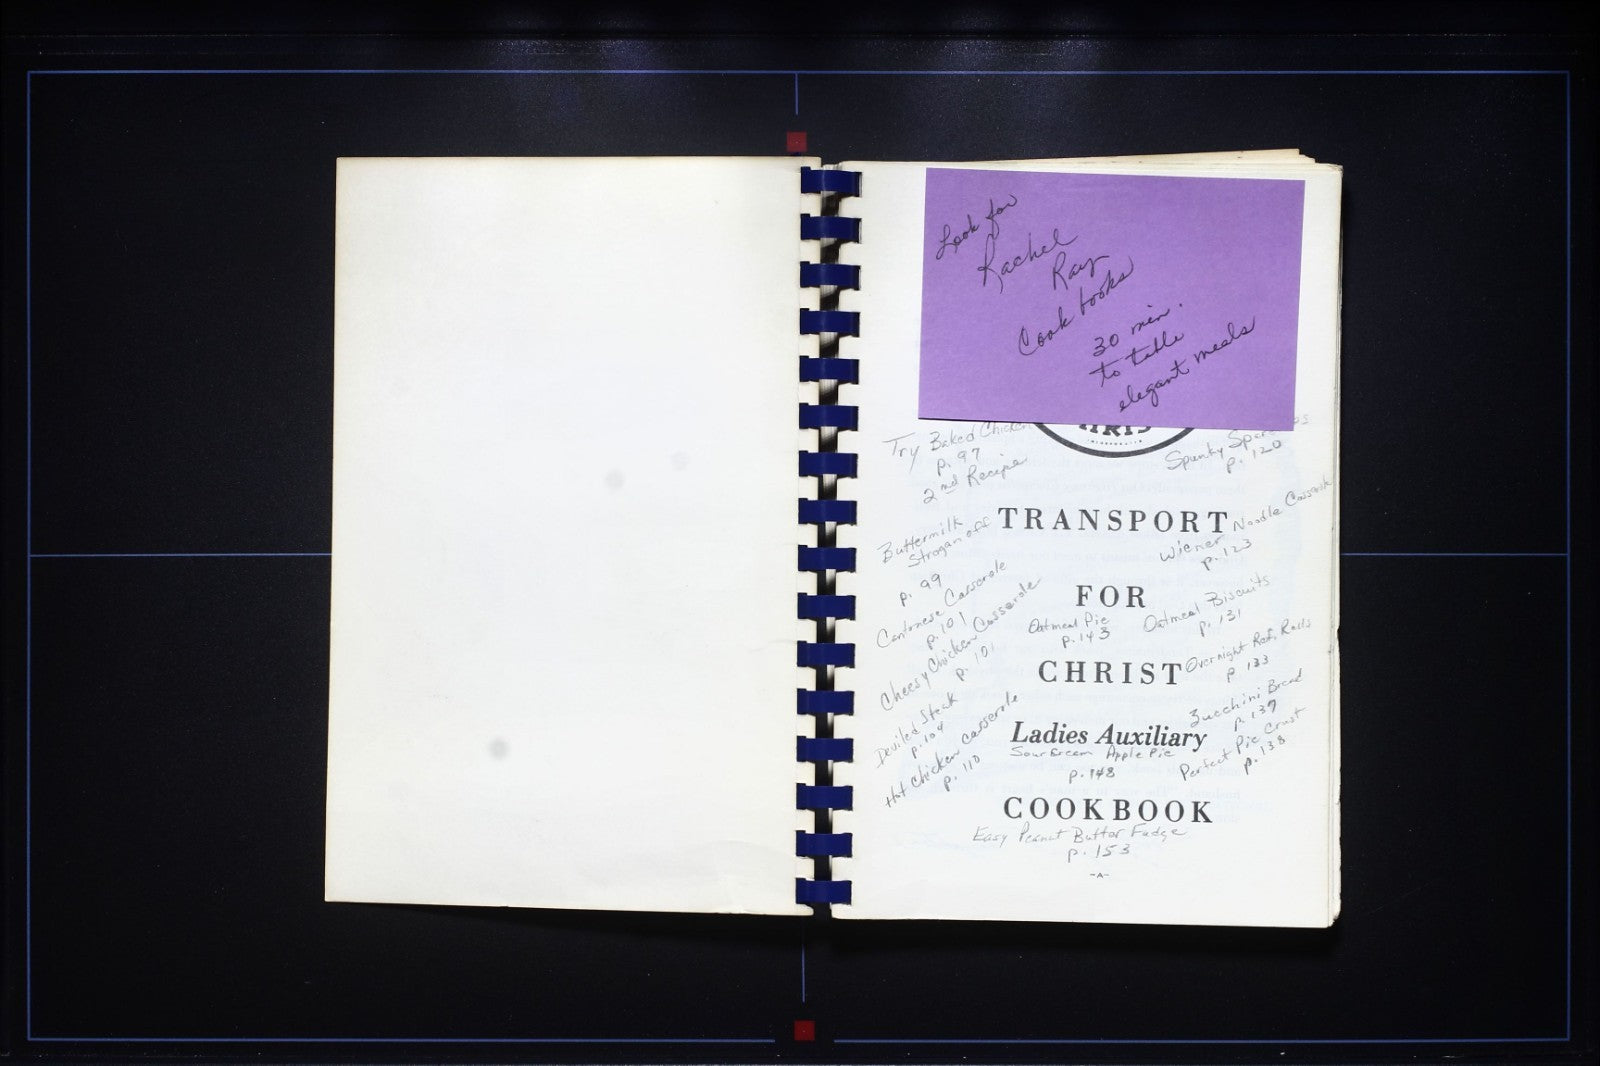 Look for
Rachel
Ray
Cook books
30 min.
to table
elegant meals
Try Baked Chicken
p. 97
2nd Recipe
Spunky
p. 120
Buttermilk
Stroganoff
p. 99
TRANSPORT
Wiener Noodle Casserole
p. 123
Cantonese Casserole
p. 101
FOR
Oatmeal Pie
p. 143
Oatmeal Biscuits
p. 131
Cheesy Chicken Casserole
p. 101
CHRIST
Overnight Ref. Rolls
p 133
Deviled Steak
p. 104
Zucchini Bread
p. 137
Hot Chicken Casserole
p. 110
Ladies Auxiliary
Sour Cream Apple Pie
p. 148
Perfect Pie Crust
p. 138
COOKBOOK
Easy Peanut Butter Fudge
p. 153
-A-